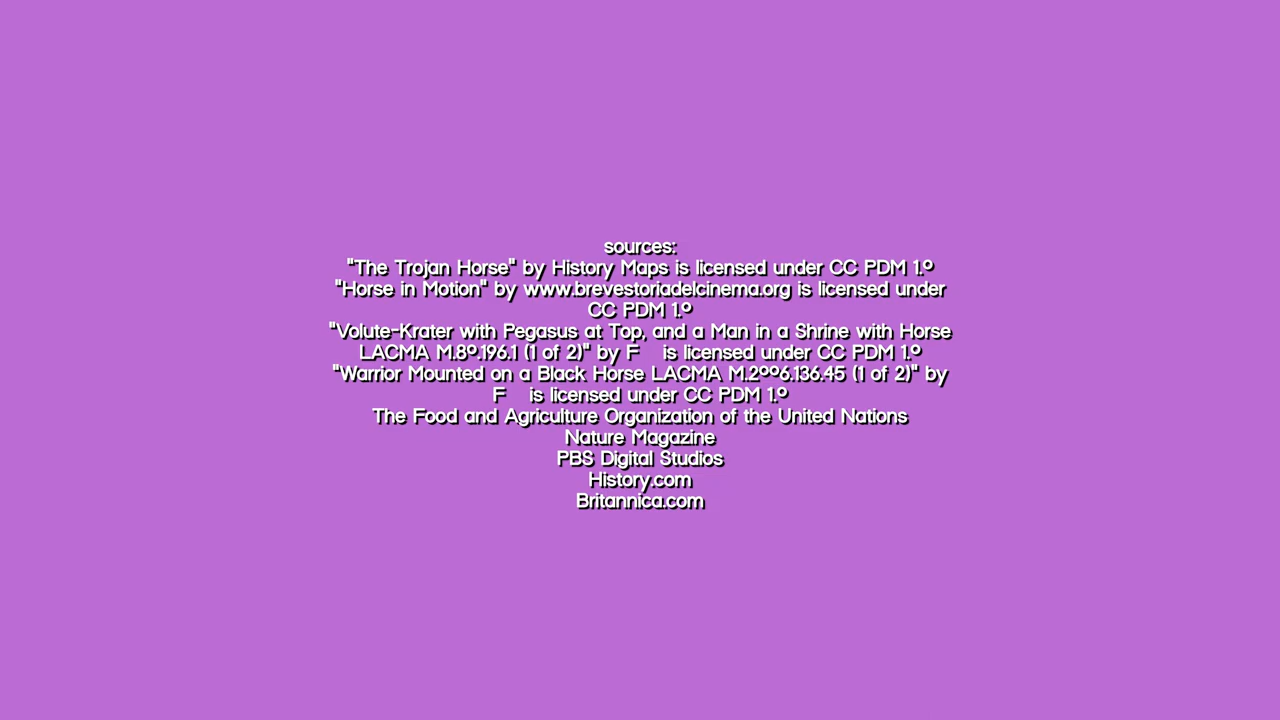 sources:
"The Trojan Horse" by History Maps is licensed under CC PDM 1.0
"Horse in Motion" by www.brevestoriadelcinema.org is licensed under
CC PDM 1.0
"Volute-Krater with Pegasus at Top, and a Man in a Shrine with Horse
LACMA M.80.196.1 (1 of 2)" by F is licensed under CC PDM 1.0
"Warrior Mounted on a Black Horse LACMA M.2006.136.45 (1 of 2)" by
F is licensed under CC PDM 1.0
The Food and Agriculture Organization of the United Nations
Nature Magazine
PBS Digital Studios
History.com
Britannica.com